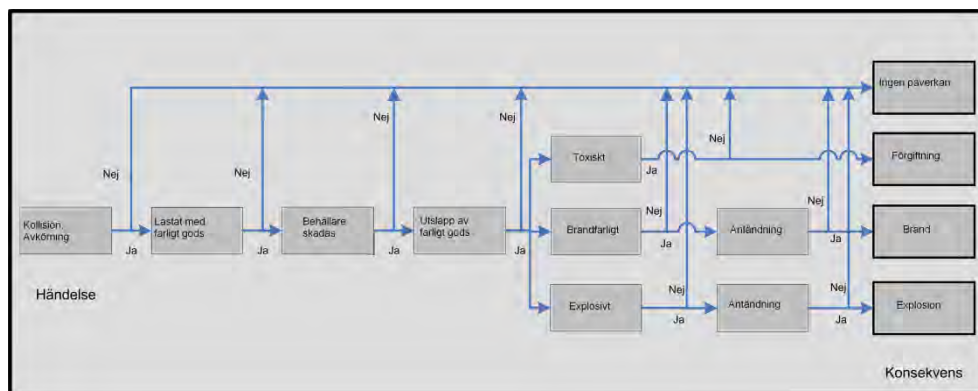 Ingen påverkan
Nej
Nej
Nej
Nej
Nej
Toxiskt
Ja
Förgiftning
Nej
Nej
Kollision
Avkörning
Ja
Lastat med
farligt gods
Ja
Behållare
skadas
Ja
Utsläpp av
farligt gods
Ja
Brandfarligt
Ja
Antändning
Ja
Brand
Händelse
Nej
Nej
Explosivt
Ja
Antändning
Ja
Explosion
Konsekvens